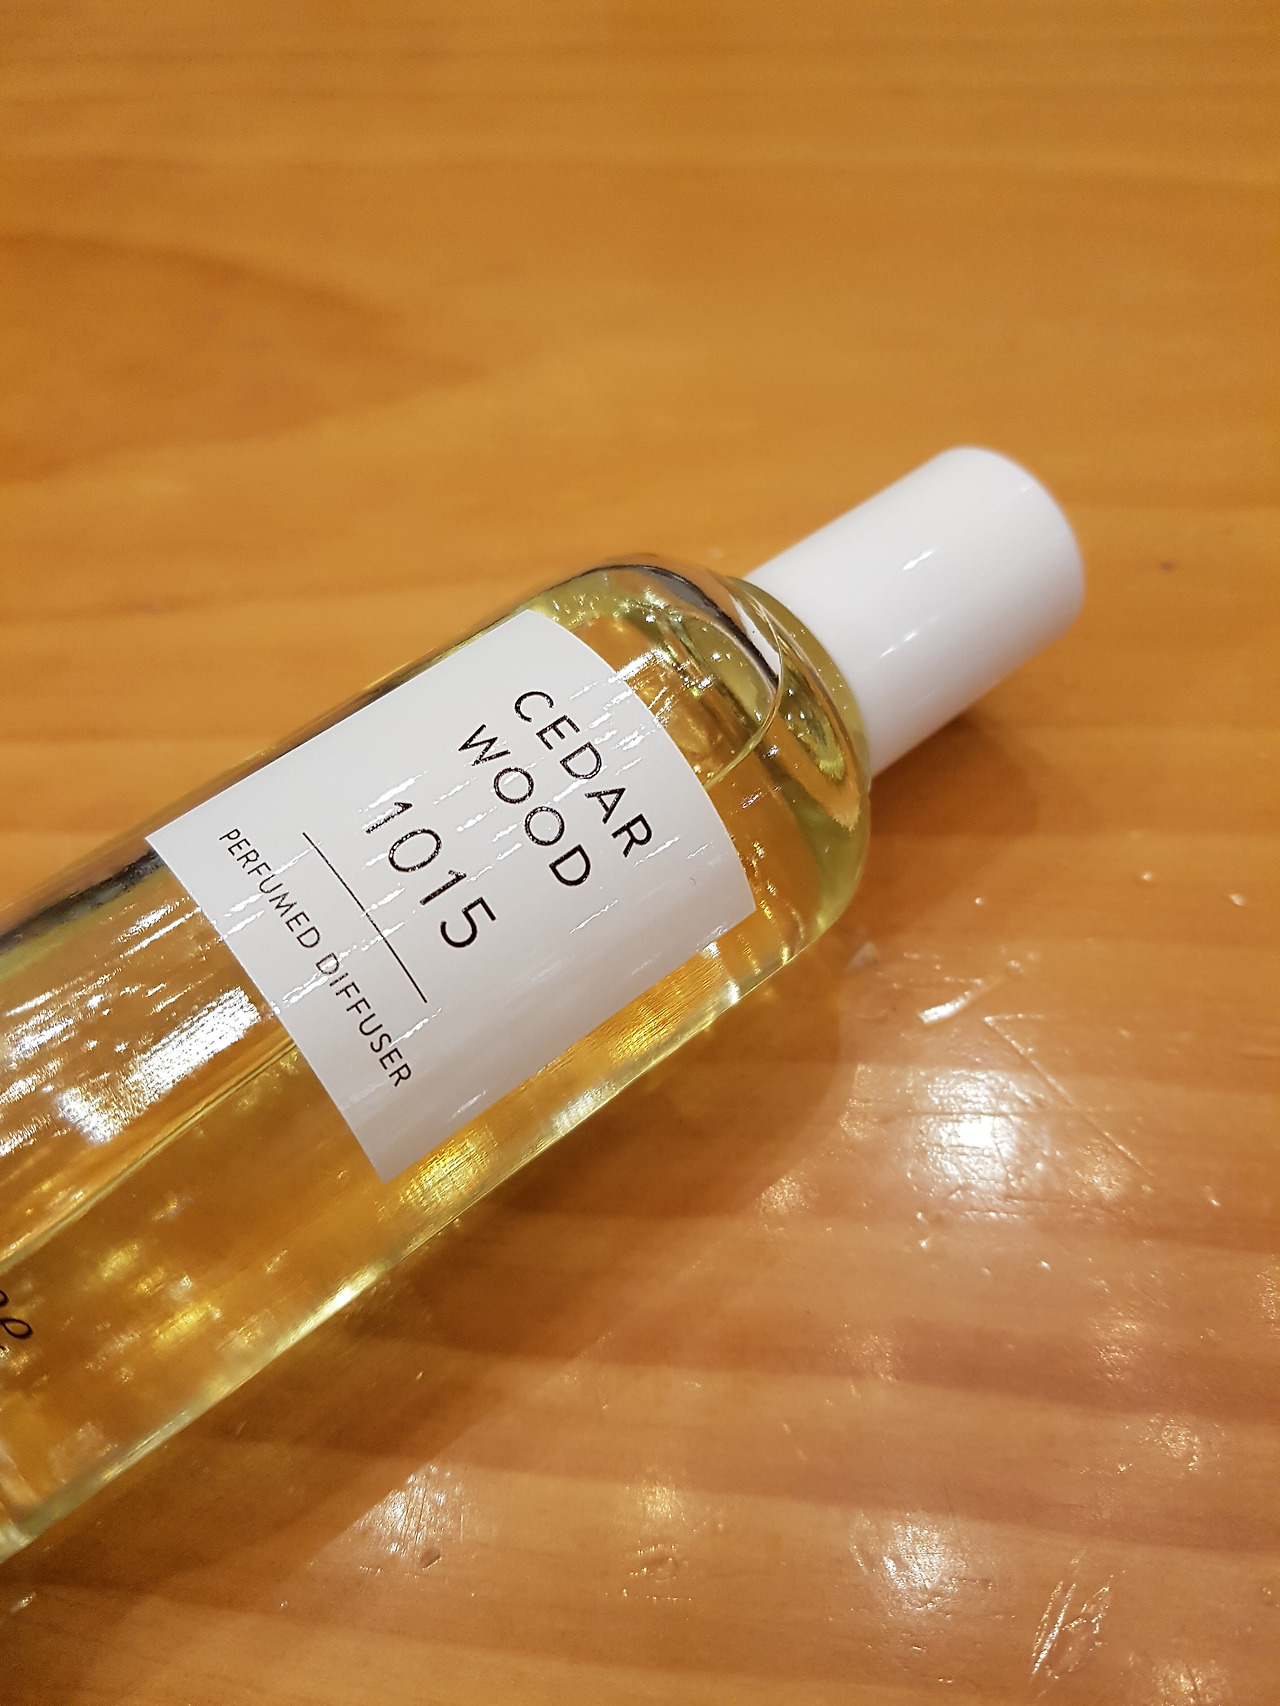 CEDAR
WOOD
1015
PERFUMED DIFFUSER